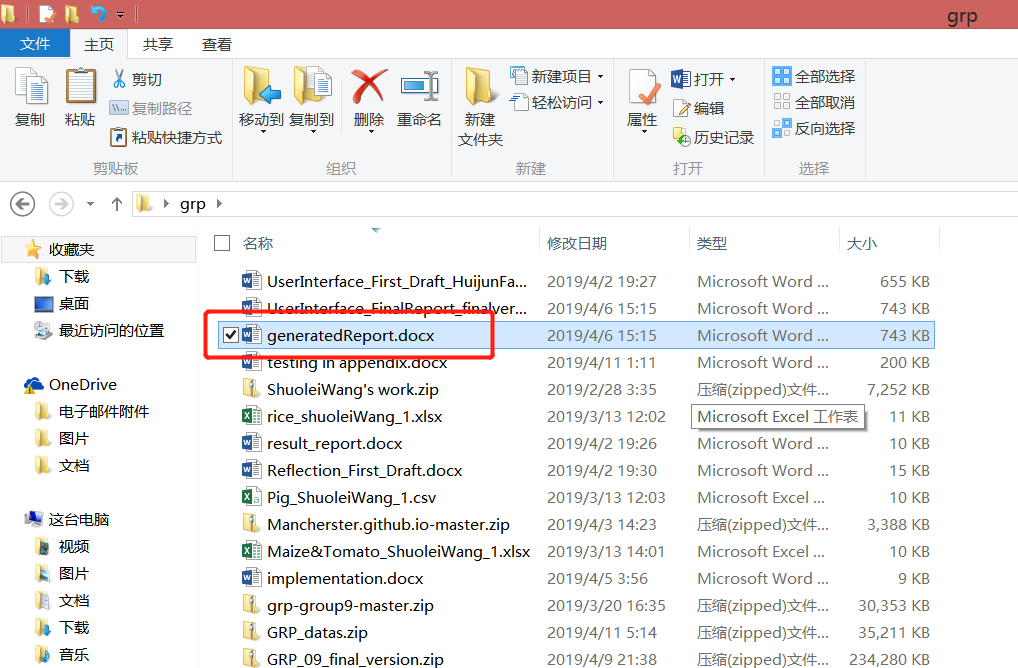 grp
文件 主页 共享 查看
复制 粘贴 剪切 复制路径 粘贴快捷方式 剪贴板
移动到 复制到 删除 重命名 组织
新建文件夹 新建项目 轻松访问 新建
属性 打开 编辑 历史记录 打开
全部选择 全部取消 反向选择 选择
grp
收藏夹
下载
桌面
最近访问的位置
OneDrive
电子邮件附件
图片
文档
这台电脑
视频
图片
文档
下载
音乐
名称 修改日期 类型 大小
UserInterface_First_Draft_HuijunFa... 2019/4/2 19:27 Microsoft Word ... 655 KB
UserInterface_FinalReport_finalver... 2019/4/6 15:15 Microsoft Word ... 743 KB
generatedReport.docx 2019/4/6 15:15 Microsoft Word ... 743 KB
testing in appendix.docx 2019/4/11 1:11 Microsoft Word ... 200 KB
ShuoleiWang's work.zip 2019/2/28 3:35 压缩(zipped)文件... 7,252 KB
rice_shuoleiWang_1.xlsx 2019/3/13 12:02 Microsoft Excel 工作表 11 KB
result_report.docx 2019/4/2 19:26 Microsoft Word ... 10 KB
Reflection_First_Draft.docx 2019/4/2 19:30 Microsoft Word ... 15 KB
Pig_ShuoleiWang_1.csv 2019/3/13 12:03 Microsoft Excel ... 10 KB
Mancherster.github.io-master.zip 2019/4/3 14:23 压缩(zipped)文件... 3,388 KB
Maize&Tomato_ShuoleiWang_1.xlsx 2019/3/13 14:01 Microsoft Excel ... 10 KB
implementation.docx 2019/4/5 3:56 Microsoft Word ... 9 KB
grp-group9-master.zip 2019/3/20 16:35 压缩(zipped)文件... 30,353 KB
GRP_datas.zip 2019/4/11 5:14 压缩(zipped)文件... 35,211 KB
GRP_09_final_version.zip 2019/4/9 21:38 压缩(zipped)文件... 234,280 KB